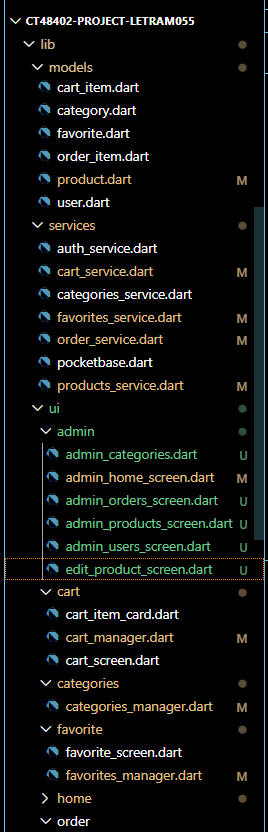 CT48402-PROJECT-LETRAM055
lib
models
cart_item.dart
category.dart
favorite.dart
order_item.dart
product.dart M
user.dart
services
auth_service.dart
cart_service.dart M
categories_service.dart
favorites_service.dart M
order_service.dart M
pocketbase.dart
products_service.dart M
ui
admin
admin_categories.dart U
admin_home_screen.dart M
admin_orders_screen.dart U
admin_products_screen.dart U
admin_users_screen.dart U
edit_product_screen.dart U
cart
cart_item_card.dart
cart_manager.dart M
cart_screen.dart
categories
categories_manager.dart M
favorite
favorite_screen.dart
favorites_manager.dart M
home
order